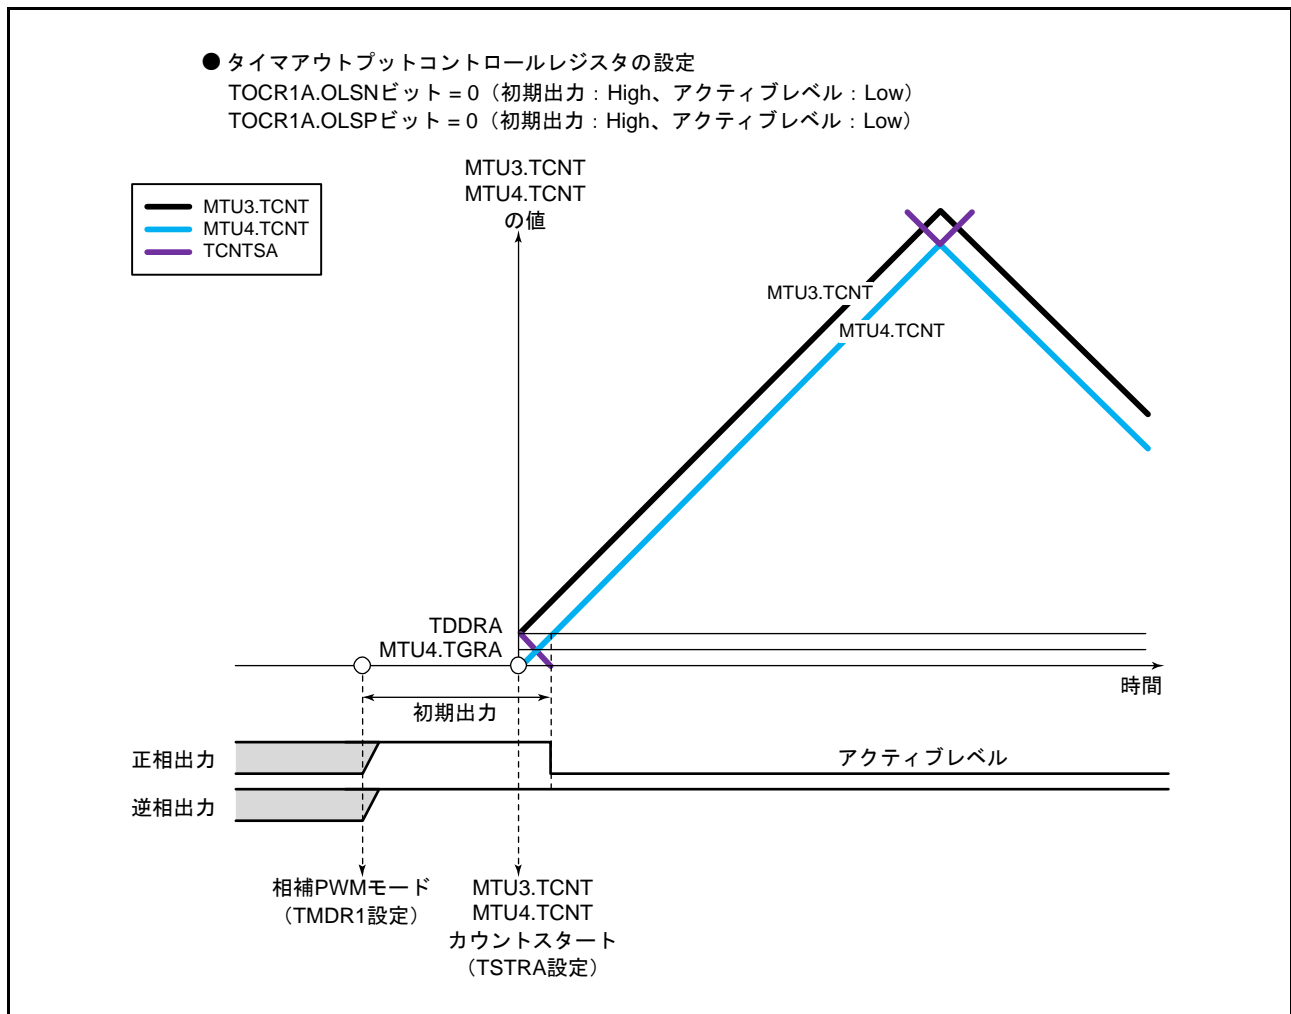 ● タイマアウトプットコントロールレジスタの設定
TOCR1A.OLSNビット = 0（初期出力：High、アクティブレベル：Low）
TOCR1A.OLSPビット = 0（初期出力：High、アクティブレベル：Low）
MTU3.TCNT
MTU4.TCNT
の値
MTU3.TCNT
MTU4.TCNT
TCNTSA
MTU3.TCNT
MTU4.TCNT
TDDRA
MTU4.TGRA
時間
初期出力
正相出力
アクティブレベル
逆相出力
相補PWMモード
（TMDR1設定）
MTU3.TCNT
MTU4.TCNT
カウントスタート
（TSTRA設定）